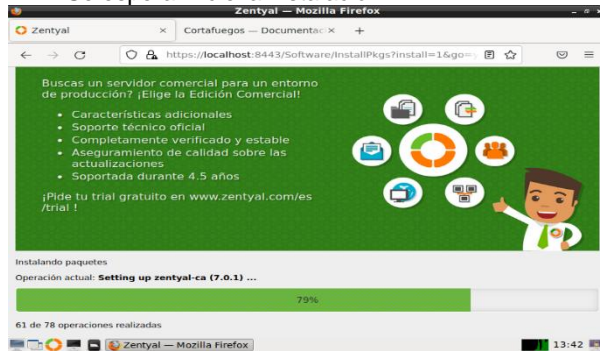 Zentyal — Mozilla Firefox
Zentyal × Cortafuegos — Documentac × +
https://localhost:8443/Software/InstallPkgs?install=1&go=
Buscas un servidor comercial para un entorno
de producción? ¡Elige la Edición Comercial!
• Características adicionales
• Soporte técnico oficial
• Completamente verificado y estable
• Aseguramiento de calidad sobre las
actualizaciones
• Soportada durante 4.5 años
¡Pide tu trial gratuito en www.zentyal.com/es
/trial !
Instalando paquetes
Operación actual: Setting up zentyal-ca (7.0.1) ...
79%
61 de 78 operaciones realizadas
Zentyal — Mozilla Firefox
13:42